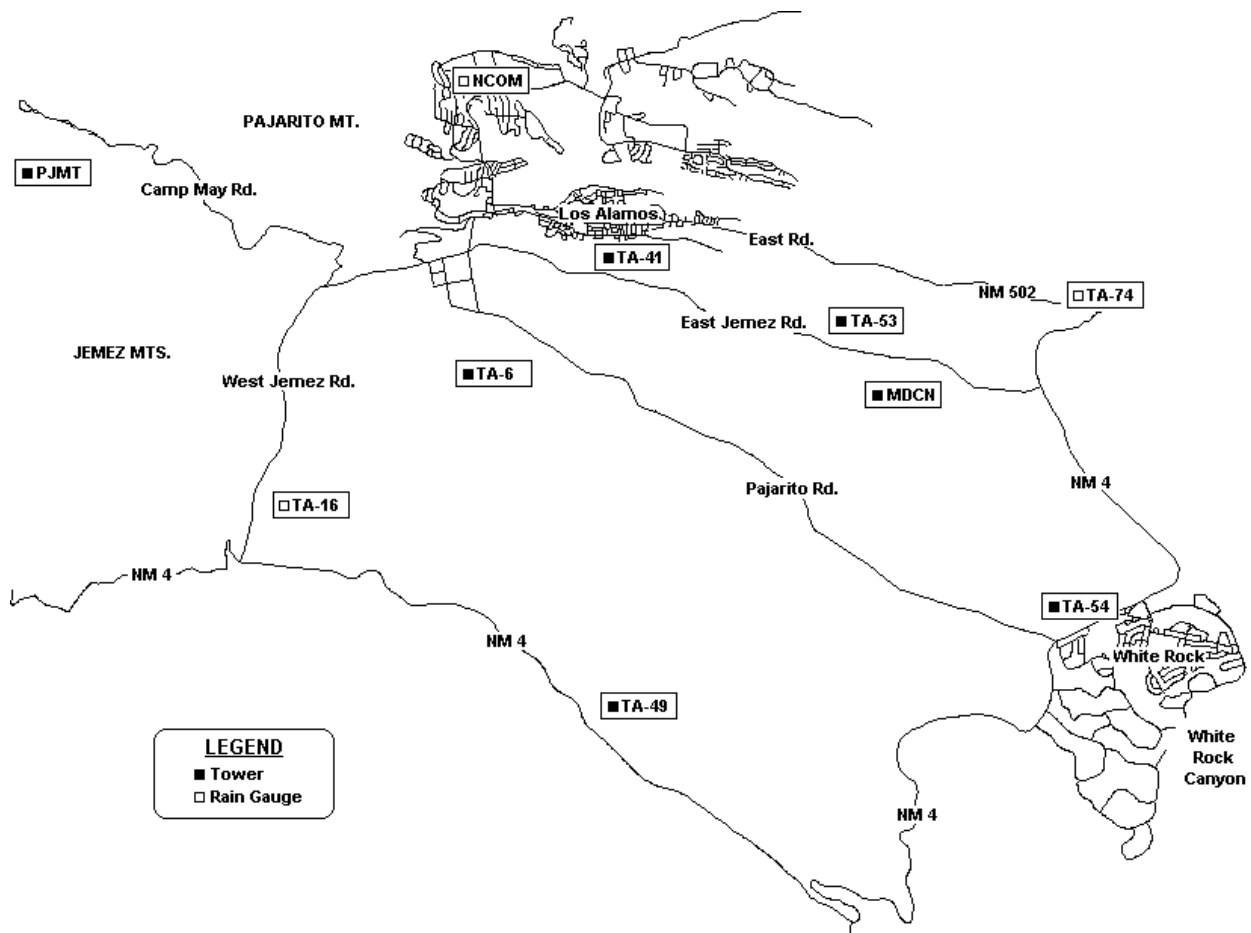 NCOM
PAJARITO MT.
PJMT
Camp May Rd.
Los Alamos.
East Rd.
TA-41
NM 502
TA-74
TA-53
East Jemez Rd.
JEMEZ MTS.
West Jemez Rd.
TA-6
MDCN
NM 4
Pajarito Rd.
TA-16
NM 4
TA-54
NM 4
White Rock
TA-49
White
Rock
Canyon
LEGEND
Tower
Rain Gauge
NM 4